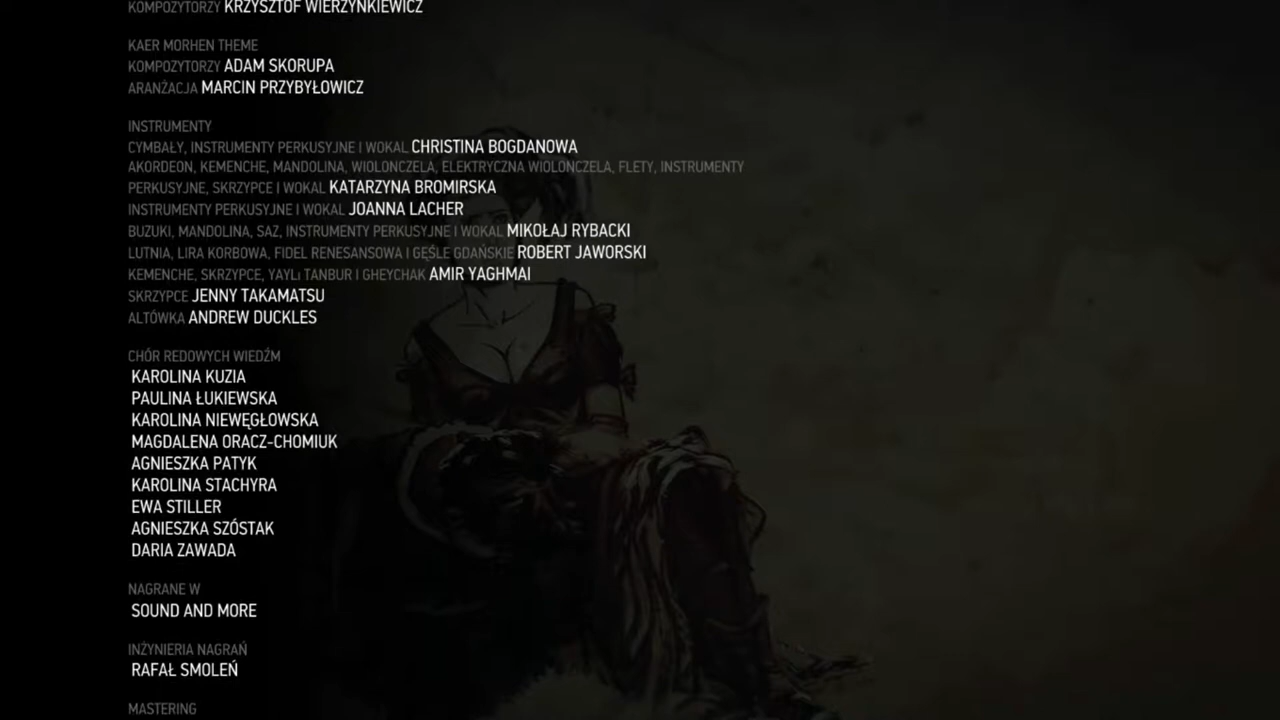 KOMPOZYTORZY KRZYSZTOF WIERZYNKIEWICZ
KAER MORHEN THEME
KOMPOZYTORZY ADAM SKORUPA
ARANŻACJA MARCIN PRZYBYŁOWICZ
INSTRUMENTY
CYMBAŁY, INSTRUMENTY PERKUSYJNE I WOKAL CHRISTINA BOGDANOWA
AKORDEON, KEMENCHE, MANDOLINA, WIOLONCZELA, ELEKTRYCZNA WIOLONCZELA, FLETY, INSTRUMENTY
PERKUSYJNE, SKRZYPCE I WOKAL KATARZYNA BROMIRSKA
INSTRUMENTY PERKUSYJNE I WOKAL JOANNA LACHER
BUZUKI, MANDOLINA, SAZ, INSTRUMENTY PERKUSYJNE I WOKAL MIKOŁAJ RYBACKI
LUTNIA, LIRA KORBOWA, FIDEL RENESANSOWA I GĘŚLE GDAŃSKIE ROBERT JAWORSKI
KEMENCHE, SKRZYPCE, YAYLı TANBUR I GHEYCHAK AMIR YAGHMAI
SKRZYPCE JENNY TAKAMATSU
ALTÓWKA ANDREW DUCKLES
CHÓR REDOWYCH WIEDŹM
KAROLINA KUZIA
PAULINA ŁUKIEWSKA
KAROLINA NIEWĘGŁOWSKA
MAGDALENA ORACZ-CHOMIUK
AGNIESZKA PATYK
KAROLINA STACHYRA
EWA STILLER
AGNIESZKA SZÓSTAK
DARIA ZAWADA
NAGRANE W
SOUND AND MORE
INŻYNIERIA NAGRAŃ
RAFAŁ SMOLEŃ
MASTERING